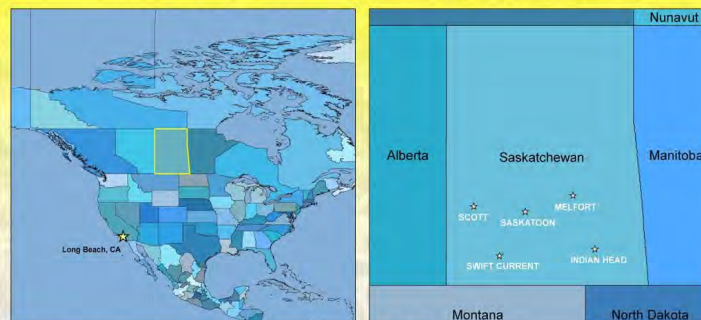 Long Beach, CA
Nunavut
Alberta
Saskatchewan
Manitoba
MELFORT
SCOTT
SASKATOON
INDIAN HEAD
SWIFT CURRENT
Montana
North Dakota